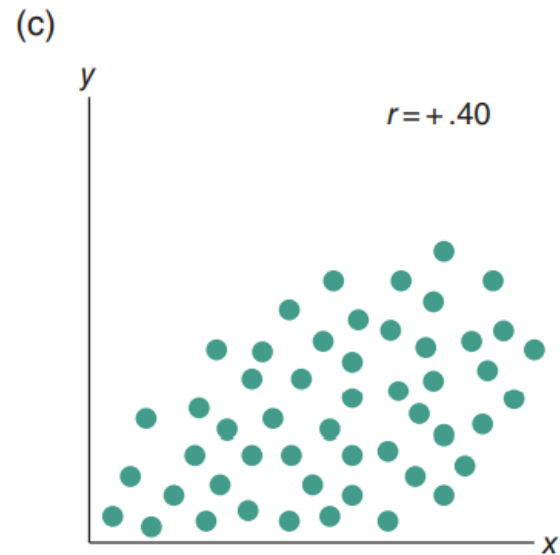 (c)
y
r = + .40
x